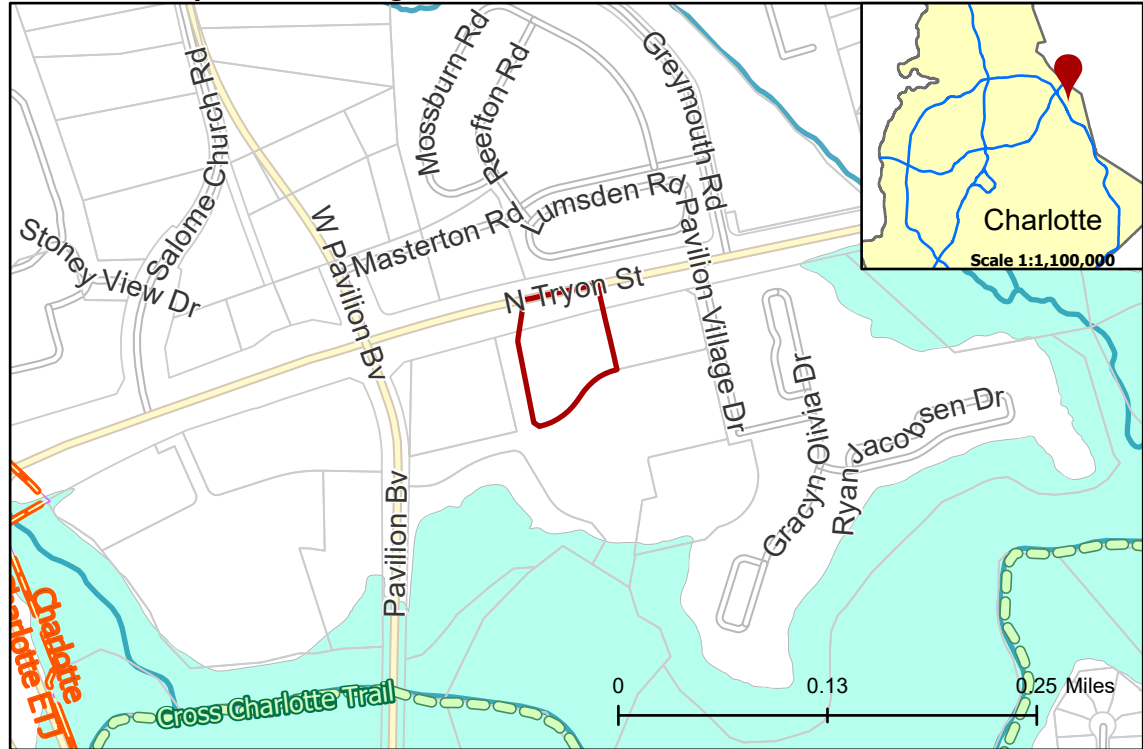 Mossburn Rd
Reefton Rd
Greymouth Rd
Salome Church Rd
Stoney View Dr
W Pavilion Bv
Masterton Rd
Lumsden Rd
N Tryon St
Pavilion Village Dr
Gracyn Olivia Dr
Ryan Jacobsen Dr
Pavilion Bv
Charlotte
Charlotte ETJ
Cross Charlotte Trail
0
0.13
0.25 Miles
Charlotte
Scale 1:1,100,000